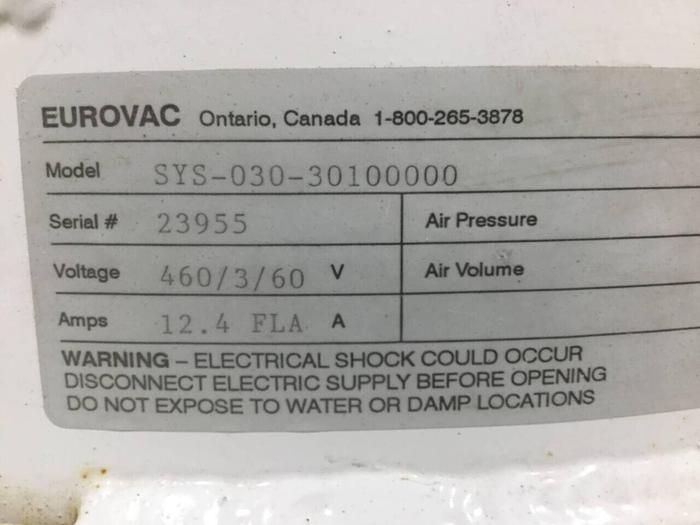 EUROVAC Ontario, Canada 1-800-265-3878
Model SYS-030-30100000
Serial # 23955 Air Pressure
Voltage 460/3/60 V Air Volume
Amps 12.4 FLA A
WARNING – ELECTRICAL SHOCK COULD OCCUR
DISCONNECT ELECTRIC SUPPLY BEFORE OPENING
DO NOT EXPOSE TO WATER OR DAMP LOCATIONS